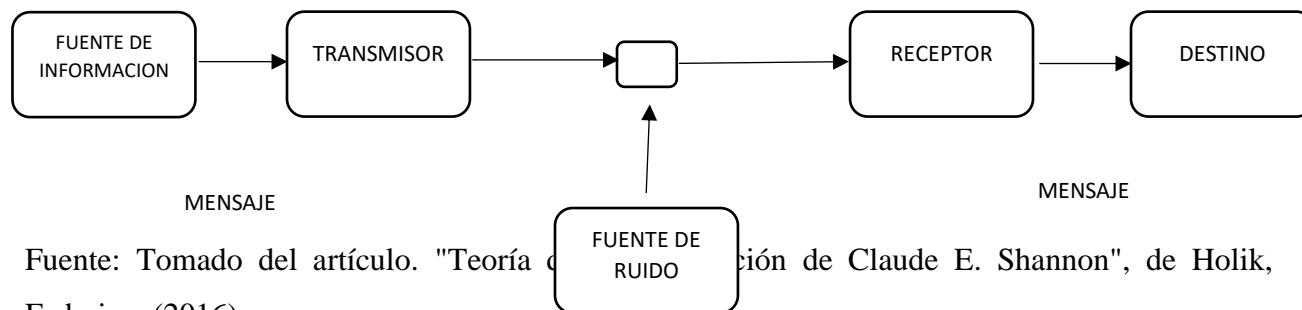 FUENTE DE
INFORMACION
TRANSMISOR
RECEPTOR
DESTINO
MENSAJE
MENSAJE
FUENTE DE
RUIDO
Fuente: Tomado del artículo. "Teoría ción de Claude E. Shannon", de Holik,